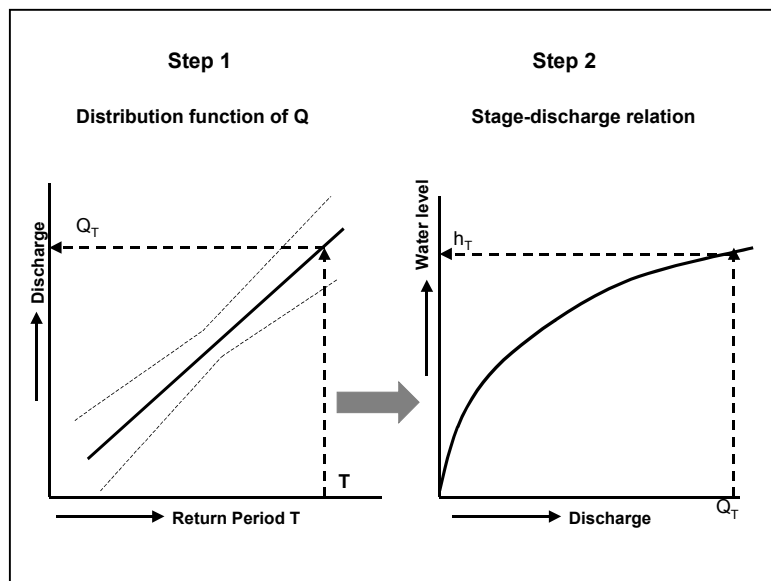 Step 1
Distribution function of Q
Discharge
Q_T
T
Return Period T
Step 2
Stage-discharge relation
Water level
h_T
Q_T
Discharge